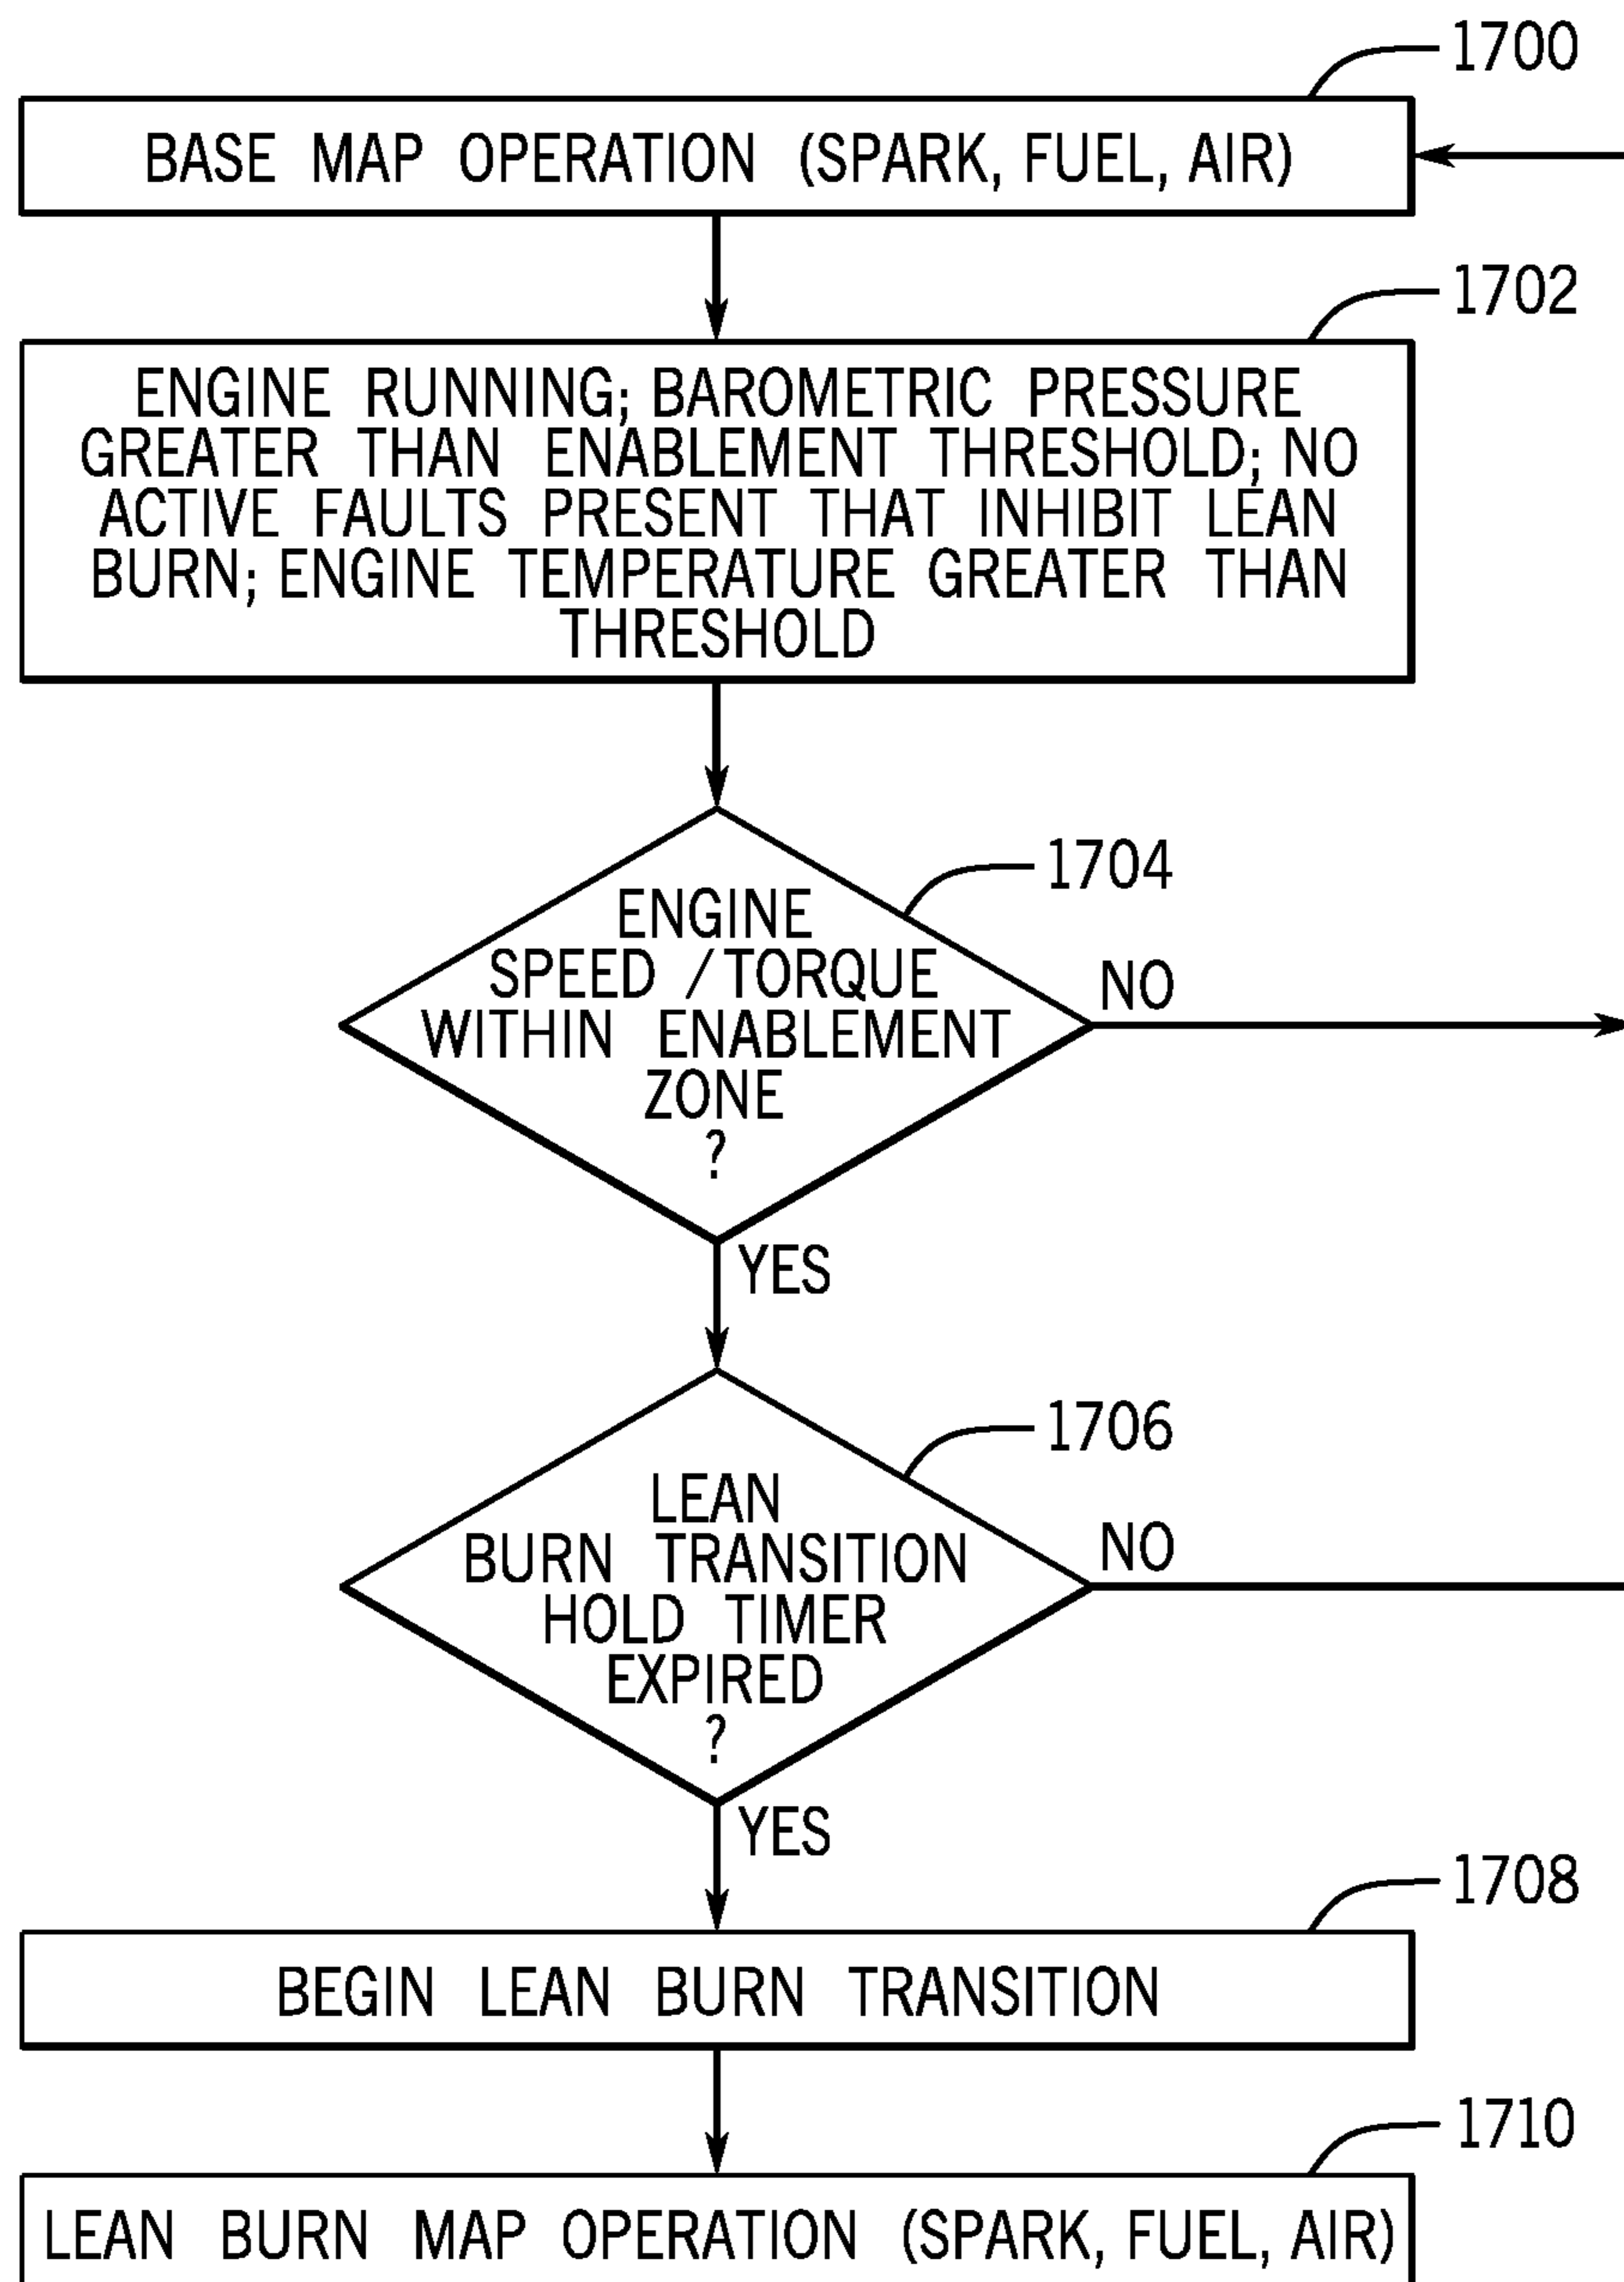 1700
BASE MAP OPERATION (SPARK, FUEL, AIR)
1702
ENGINE RUNNING; BAROMETRIC PRESSURE
GREATER THAN ENABLEMENT THRESHOLD; NO
ACTIVE FAULTS PRESENT THAT INHIBIT LEAN
BURN; ENGINE TEMPERATURE GREATER THAN
THRESHOLD
1704
ENGINE
SPEED / TORQUE
WITHIN ENABLEMENT
ZONE
?
NO
YES
1706
LEAN
BURN TRANSITION
HOLD TIMER
EXPIRED
?
NO
YES
1708
BEGIN LEAN BURN TRANSITION
1710
LEAN BURN MAP OPERATION (SPARK, FUEL, AIR)